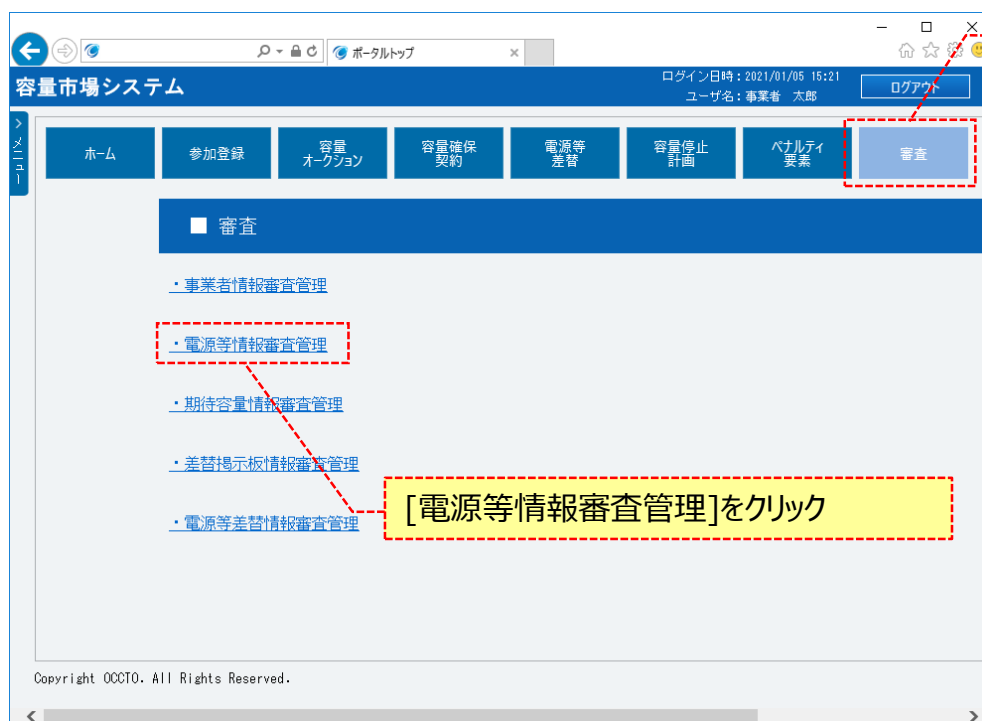 ポータルトップ
容量市場システム
ログイン日時：2021/01/05 15:21
ユーザ名：事業者 太郎
ログアウト
メニュー
ホーム
参加登録
容量
オークション
容量確保
契約
電源等
差替
容量停止
計画
ペナルティ
要素
審査
■ 審査
・事業者情報審査管理
・電源等情報審査管理
・期待容量情報審査管理
・差替掲示板情報審査管理
・電源等差替情報審査管理
[電源等情報審査管理]をクリック
Copyright OCCTO. All Rights Reserved.